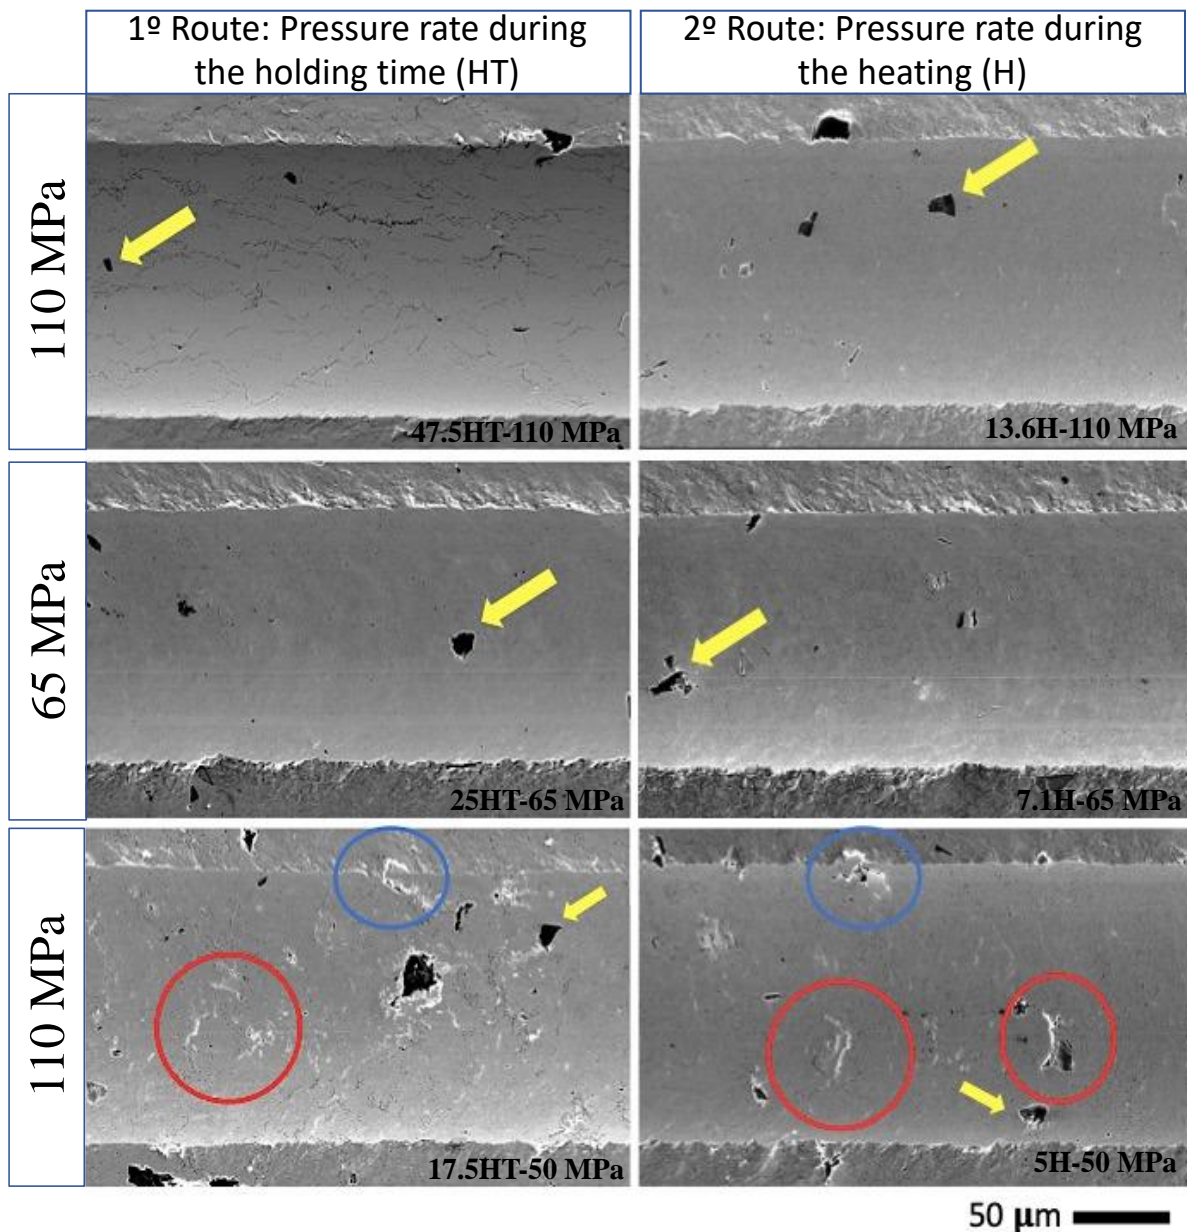 1º Route: Pressure rate during
the holding time (HT)
2º Route: Pressure rate during
the heating (H)
110 MPa
47.5HT-110 MPa
13.6H-110 MPa
65 MPa
25HT-65 MPa
7.1H-65 MPa
110 MPa
17.5HT-50 MPa
5H-50 MPa
50 µm